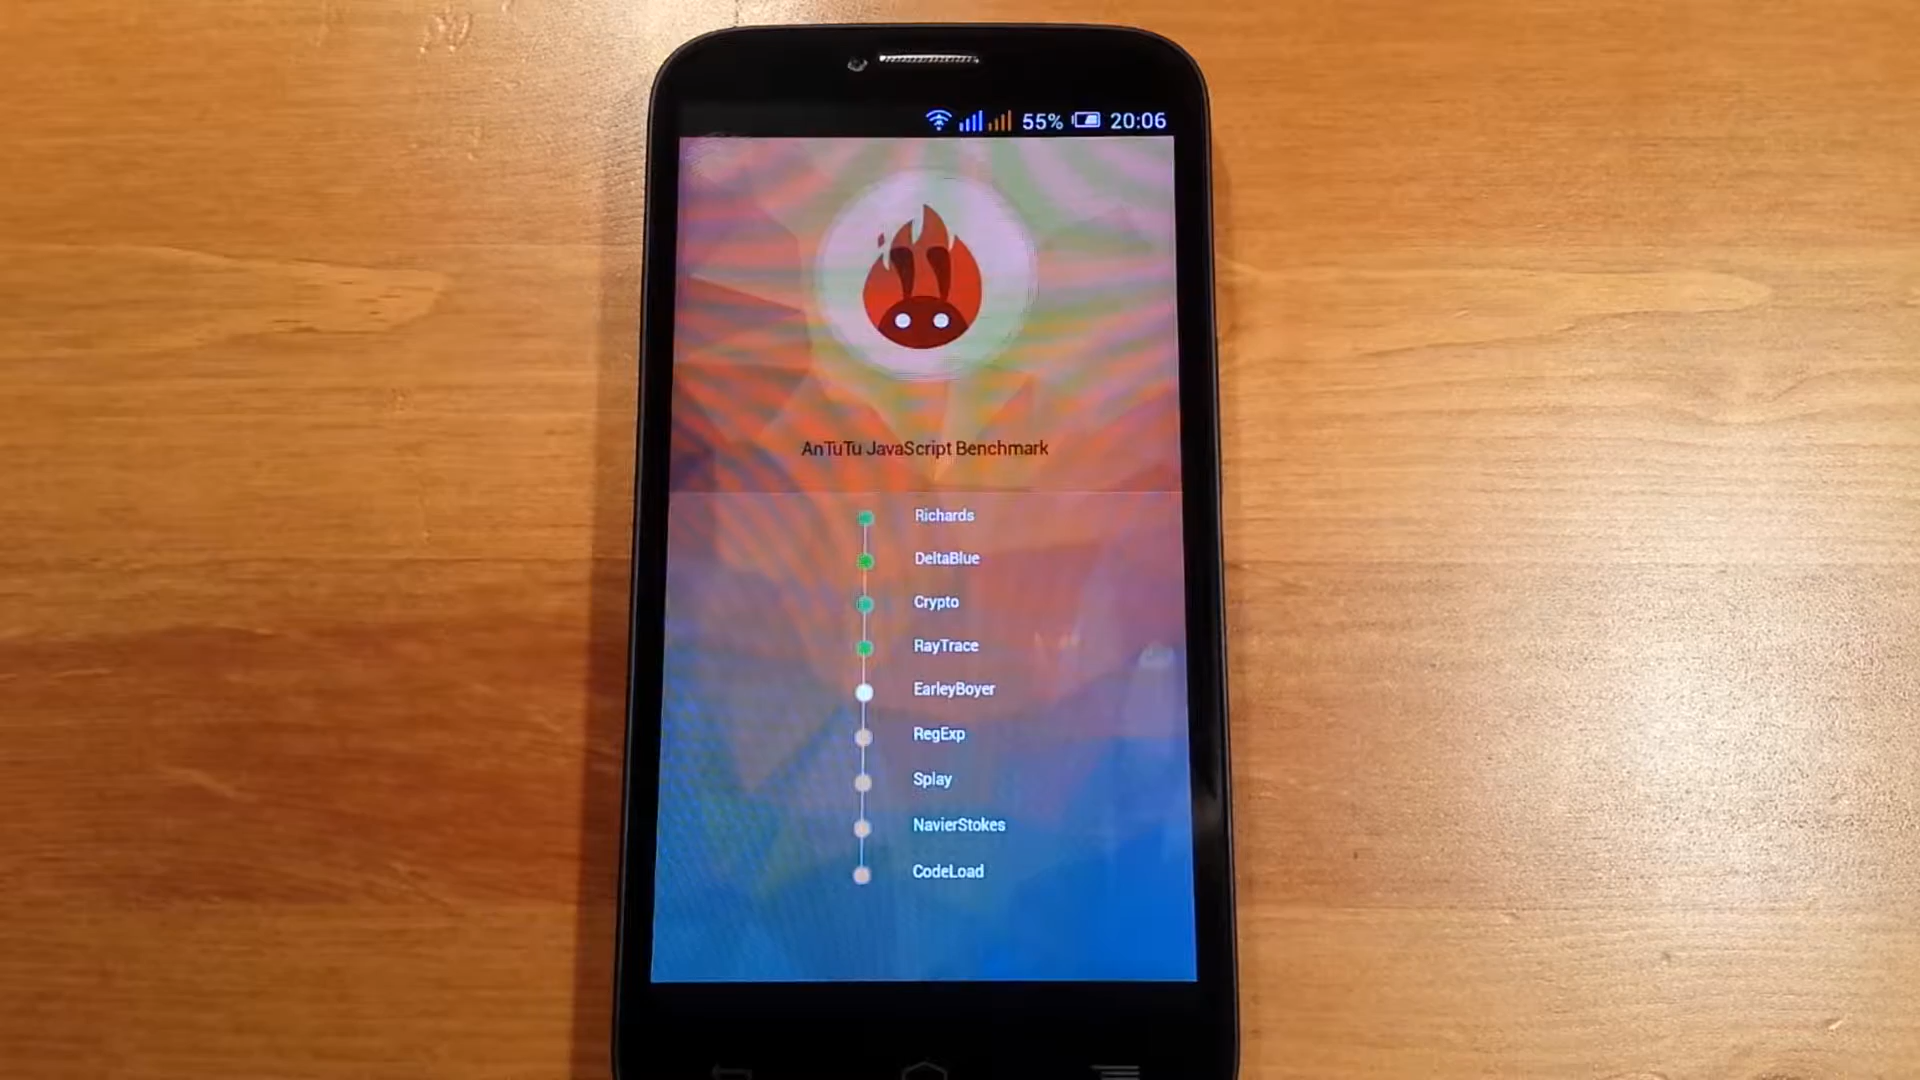 55% 20:06
AnTuTu JavaScript Benchmark
Richards
DeltaBlue
Crypto
RayTrace
EarleyBoyer
RegExp
Splay
NavierStokes
CodeLoad